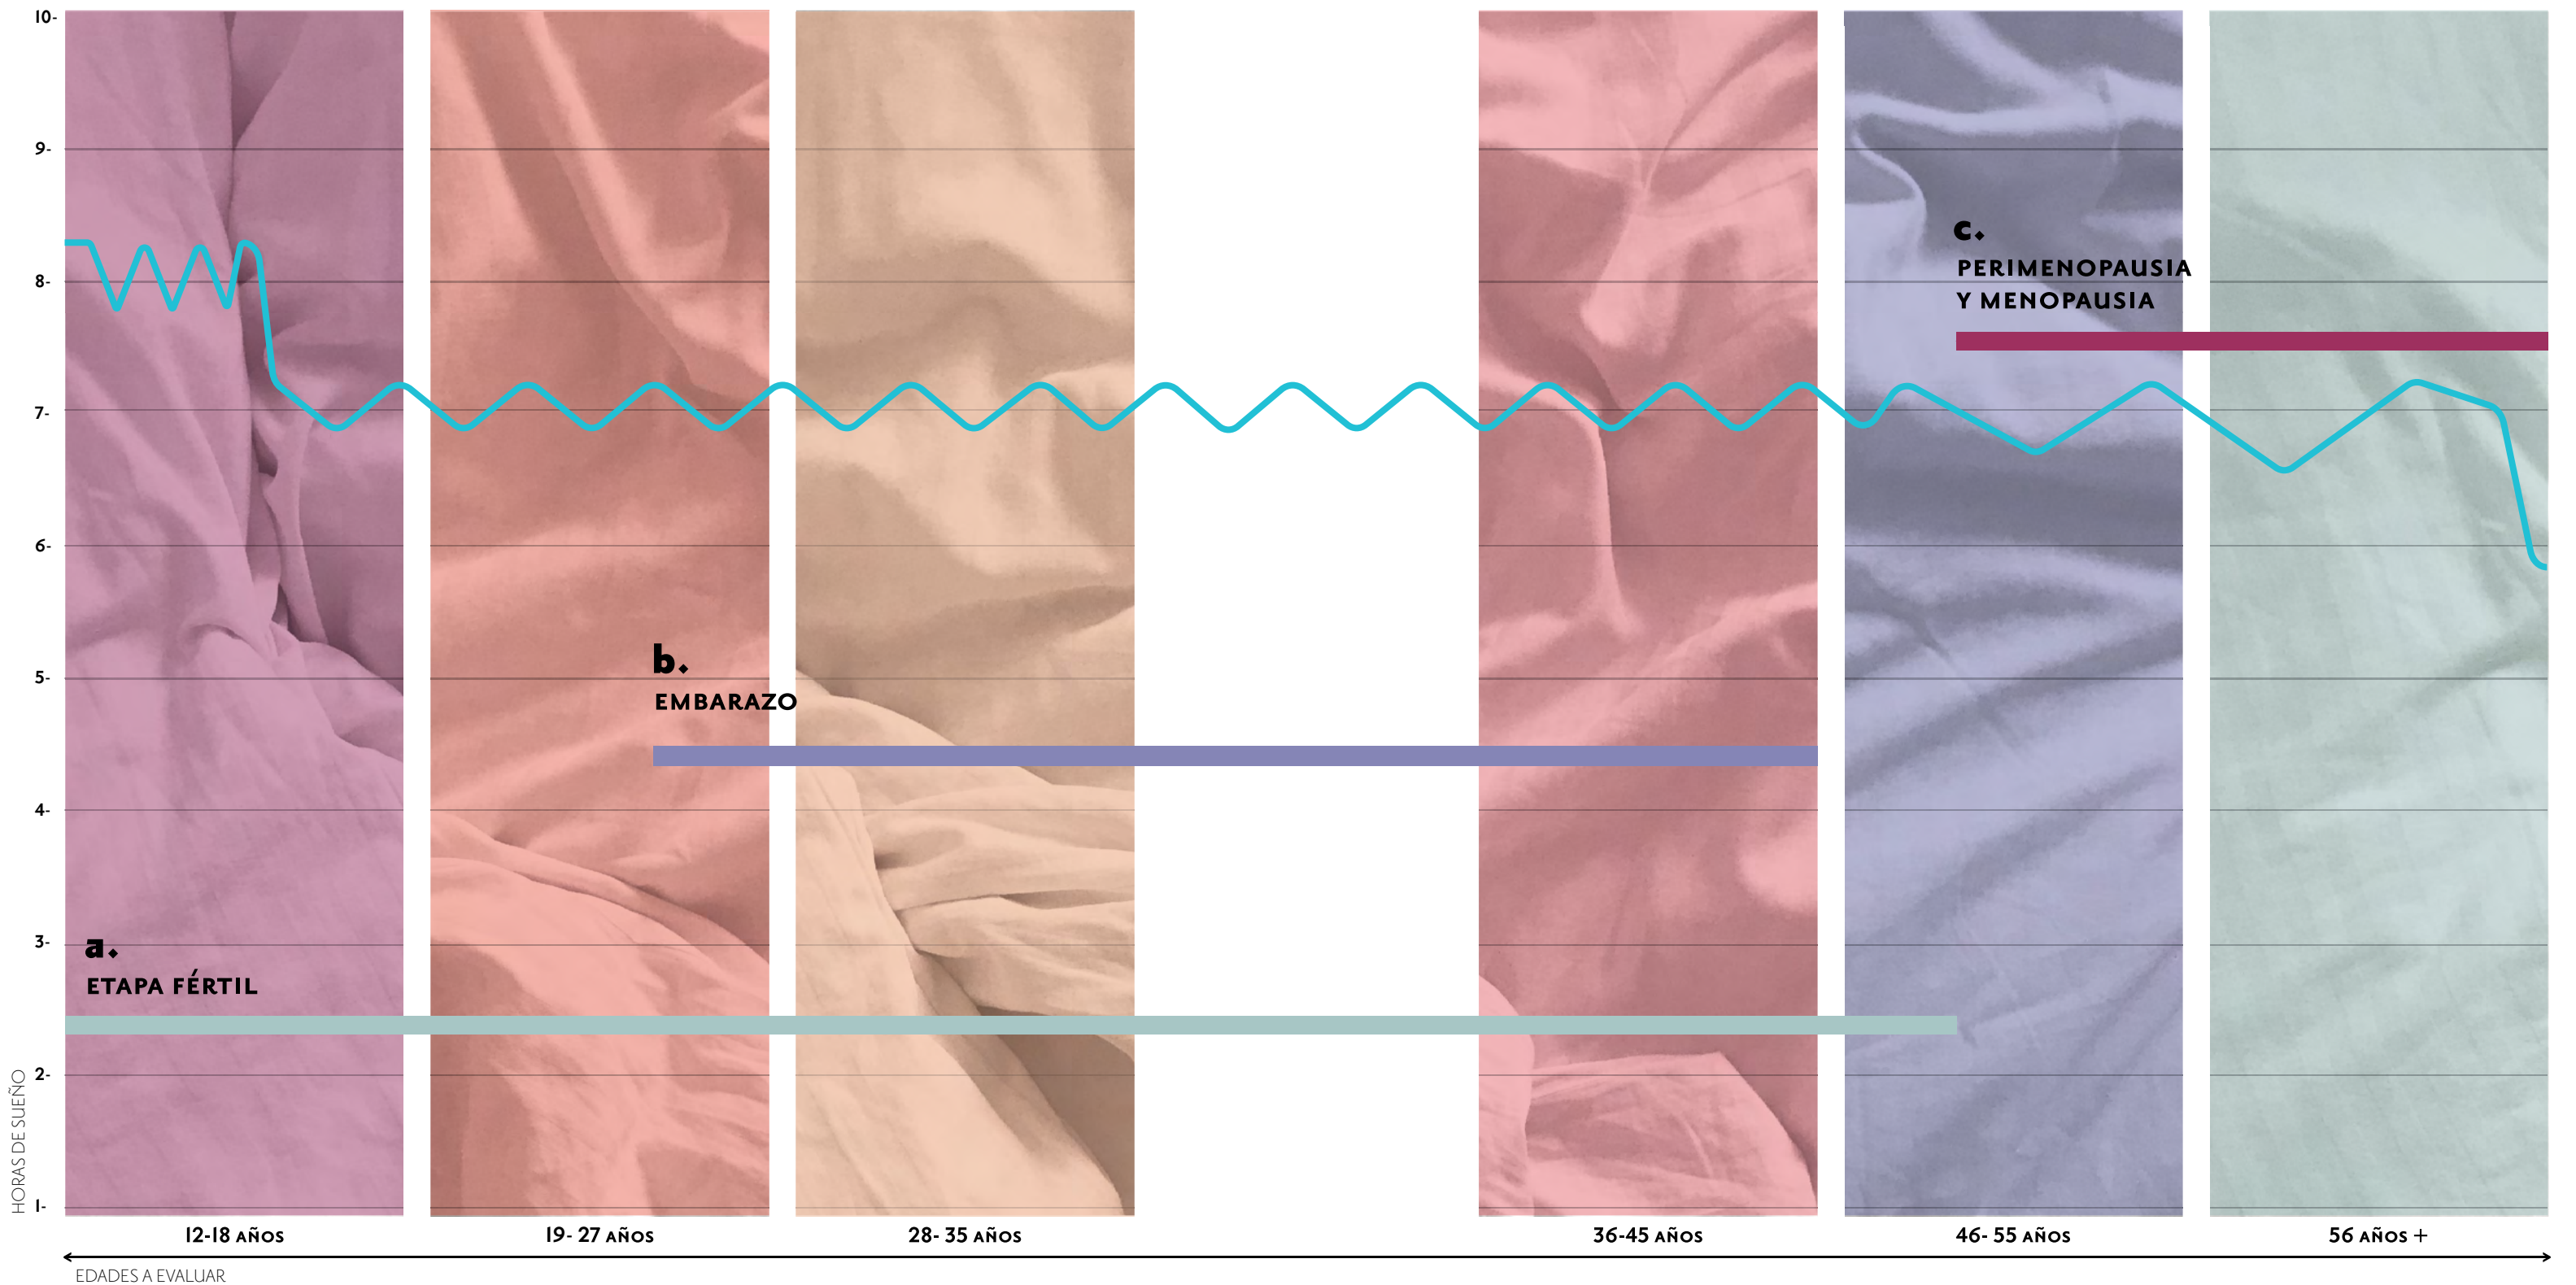 10-
9-
8-
7-
6-
5-
4-
3-
2-
1-
HORAS DE SUEÑO
c.
PERIMENOPAUSIA
Y MENOPAUSIA
b.
EMBARAZO
a.
ETAPA FÉRTIL
12-18 AÑOS
19- 27 AÑOS
28- 35 AÑOS
36-45 AÑOS
46- 55 AÑOS
56 AÑOS +
EDADES A EVALUAR